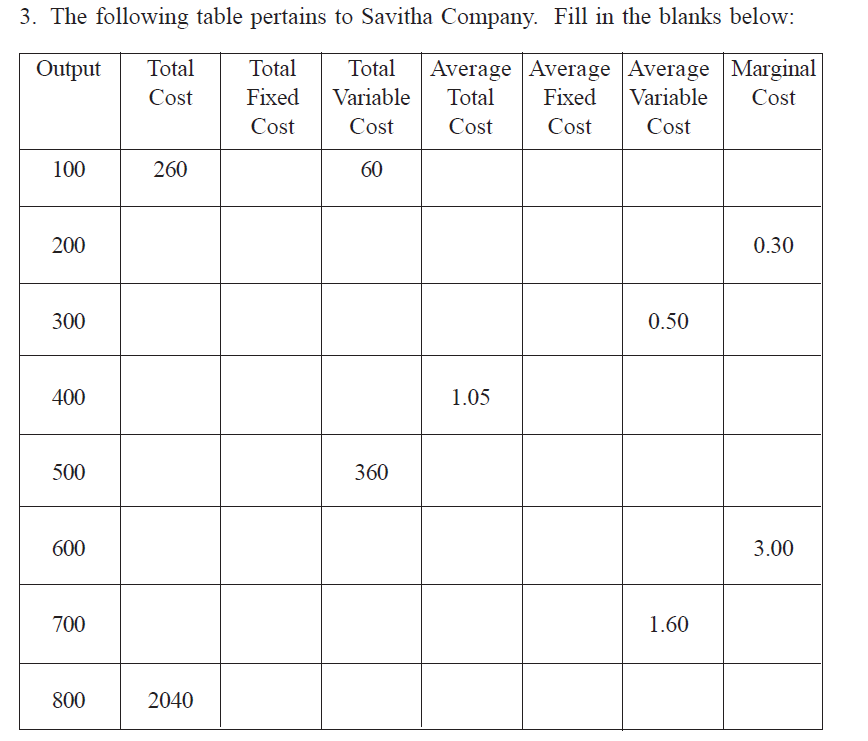 3. The following table pertains to Savitha Company. Fill in the blanks below:
Output Total Total Total Average Average Average Marginal
Cost Fixed Variable Total Fixed Variable Cost
Cost Cost Cost Cost Cost
100 260 60
200 0.30
300 0.50
400 1.05
500 360
600 3.00
700 1.60
800 2040